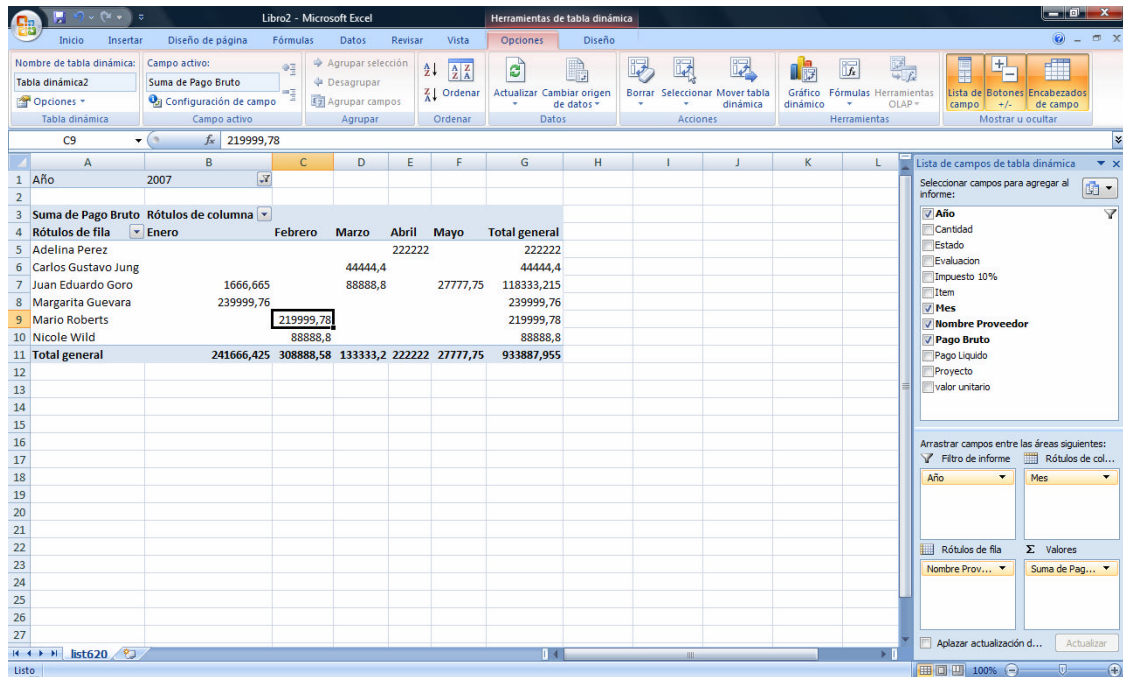 Libro2 - Microsoft Excel
Herramientas de tabla dinámica
Inicio Insertar Diseño de página Fórmulas Datos Revisar Vista Opciones Diseño
Nombre de tabla dinámica:
Tabla dinámica2
Opciones
Tabla dinámica
Campo activo:
Suma de Pago Bruto
Configuración de campo
Campo activo
Agrupar selección
Desagrupar
Agrupar campos
Agrupar
Ordenar
Ordenar
Actualizar
Cambiar origen
de datos
Datos
Borrar
Seleccionar
Mover tabla
dinámica
Acciones
Gráfico
dinámico
Fórmulas
Herramientas
OLAP
Herramientas
Lista de
campo
Botones
+/-
Encabezados
de campo
Mostrar u ocultar
C9 fx 219999,78
A B C D E F G H I J K L
1 Año 2007
2
3 Suma de Pago Bruto Rótulos de columna
4 Rótulos de fila Enero Febrero Marzo Abril Mayo Total general
5 Adelina Perez 222222 222222
6 Carlos Gustavo Jung 44444,4 44444,4
7 Juan Eduardo Goro 1666,665 88888,8 27777,75 118333,215
8 Margarita Guevara 239999,76 239999,76
9 Mario Roberts 219999,78 219999,78
10 Nicole Wild 88888,8 88888,8
11 Total general 241666,425 308888,58 133333,2 222222 27777,75 933887,955
12
13
14
15
16
17
18
19
20
21
22
23
24
25
26
27
Lista de campos de tabla dinámica
Seleccionar campos para agregar al
informe:
Año
Cantidad
Estado
Evaluacion
Impuesto 10%
Item
Mes
Nombre Proveedor
Pago Bruto
Pago Liquido
Proyecto
valor unitario
Arrastrar campos entre las áreas siguientes:
Filtro de informe Rótulos de col...
Año Mes
Rótulos de fila Σ Valores
Nombre Prov... Suma de Pag...
Aplazar actualización d... Actualizar
list620
Listo 100%